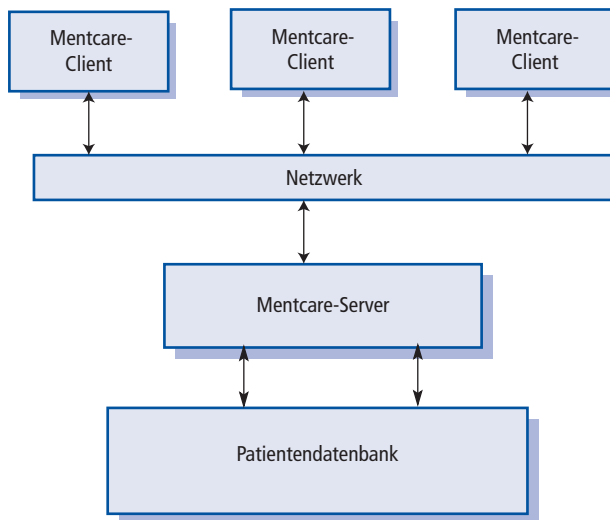 Mentcare-
Client
Mentcare-
Client
Mentcare-
Client
Netzwerk
Mentcare-Server
Patientendatenbank